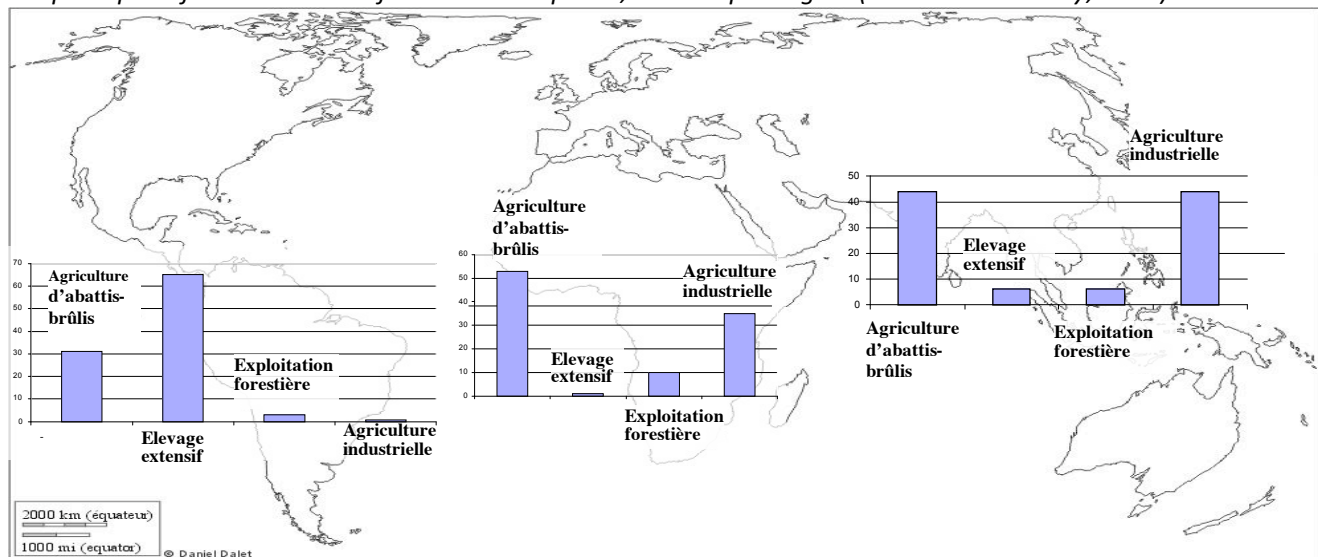 70
60
50
40
30
20
10
0
Agriculture
d’abattis-
brûlis
Elevage
extensif
Exploitation
forestière
Agriculture
industrielle
Agriculture
d’abattis-
brûlis
60
50
40
30
20
10
0
Elevage
extensif
Exploitation
forestière
Agriculture
industrielle
Agriculture
industrielle
50
40
30
20
10
0
Elevage
extensif
Agriculture
d’abattis-
brûlis
Exploitation
forestière
2000 km (équateur)
1000 mi (equator)
© Daniel Dalet